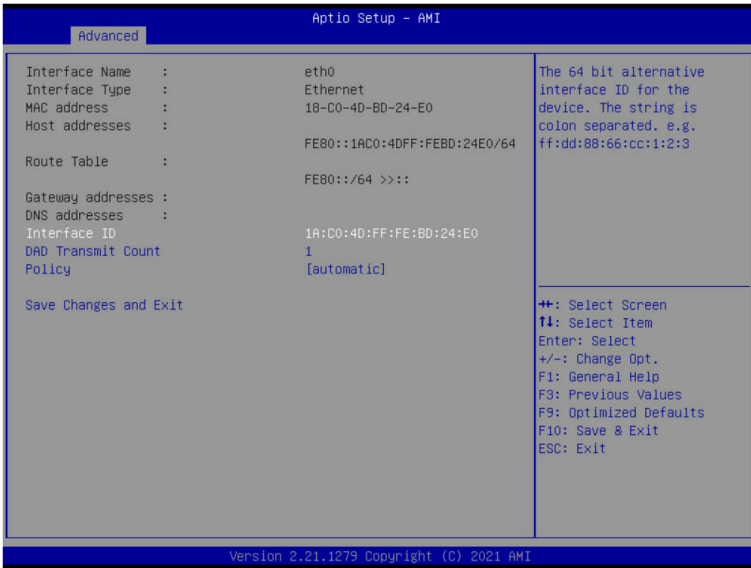 Aptio Setup – AMI
Advanced
Interface Name : eth0
Interface Type : Ethernet
MAC address : 18-C0-4D-BD-24-E0
Host addresses :
FE80::1AC0:4DFF:FEBD:24E0/64
Route Table :
FE80::/64 >>::
Gateway addresses :
DNS addresses :
Interface ID 1A:C0:4D:FF:FE:BD:24:E0
DAD Transmit Count 1
Policy [automatic]
Save Changes and Exit
The 64 bit alternative
interface ID for the
device. The string is
colon separated. e.g.
ff:dd:88:66:cc:1:2:3
→←: Select Screen
↑↓: Select Item
Enter: Select
+/-: Change Opt.
F1: General Help
F3: Previous Values
F9: Optimized Defaults
F10: Save & Exit
ESC: Exit
Version 2.21.1279 Copyright (C) 2021 AMI